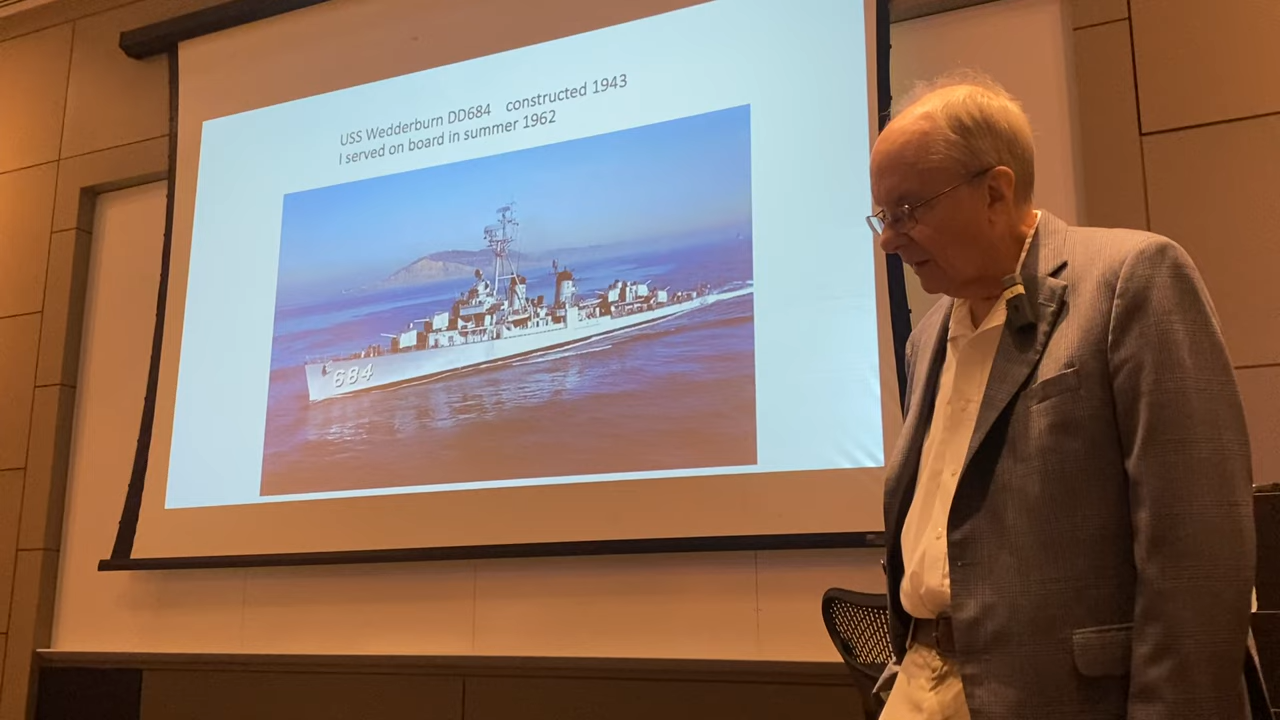 USS Wedderburn DD684 constructed 1943
I served on board in summer 1962
684